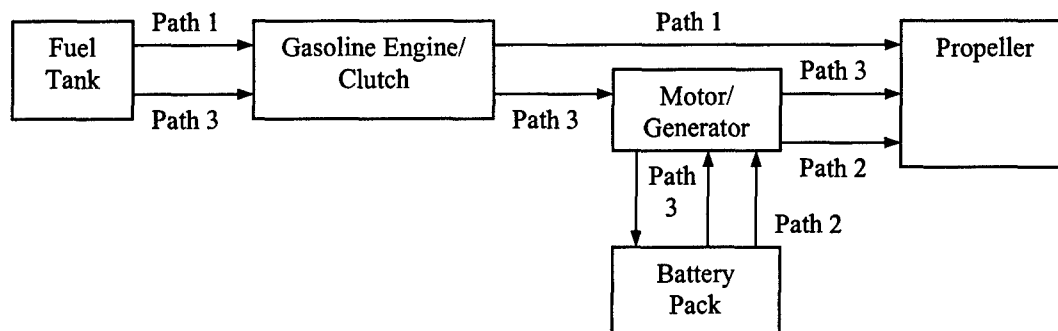 Path 1
Path 1
Fuel
Tank
Gasoline Engine/
Clutch
Propeller
Path 3
Motor/
Generator
Path 3
Path 3
Path 2
Path
3
Path 2
Battery
Pack